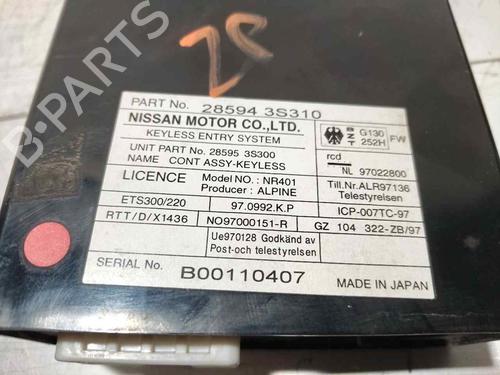 28
PART No. 28594 3S310
NISSAN MOTOR CO.,LTD.
KEYLESS ENTRY SYSTEM
UNIT PART No. 28595 3S300
NAME CONT ASSY-KEYLESS
LICENCE Model No. : NR401
Producer : ALPINE
ETS300/220 97.0992.K.P
RTT/D/X1436 NO97000151-R
Ue970128 Godkänd av
Post-och telestyrelsen
BZT G130 252H FW
rcd
NL 97022800
Till.Nr.ALR97136
Telestyreisen
ICP-007TC-97
GZ 104 322-ZB/97
SERIAL No. B00110407
MADE IN JAPAN
B-PARTS